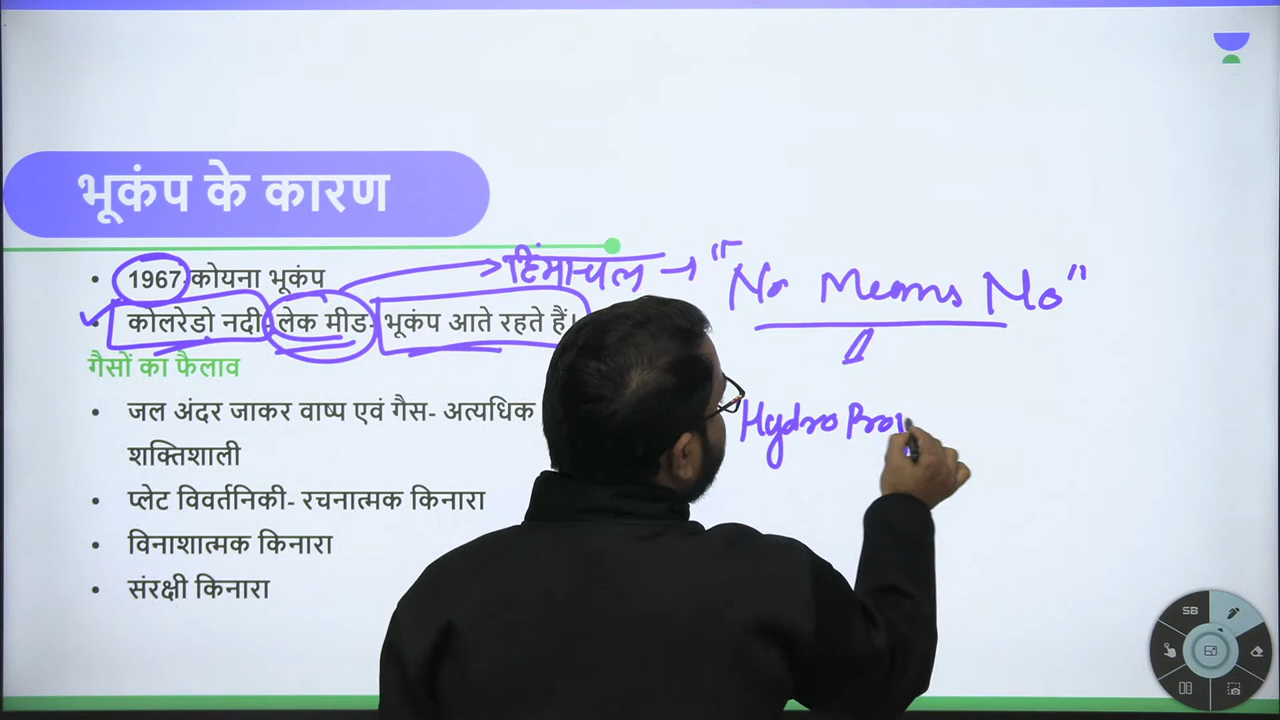 भूकंप के कारण
• 1967-कोयना भूकंप
हिमाचल → "No Means No"
• कोलरेडो नदी- लेक मीड- भूकंप आते रहते हैं।
गैसों का फैलाव
• जल अंदर जाकर वाष्प एवं गैस- अत्यधिक
शक्तिशाली
Hydro
• प्लेट विवर्तनिकी- रचनात्मक किनारा
• विनाशात्मक किनारा
• संरक्षी किनारा
SB